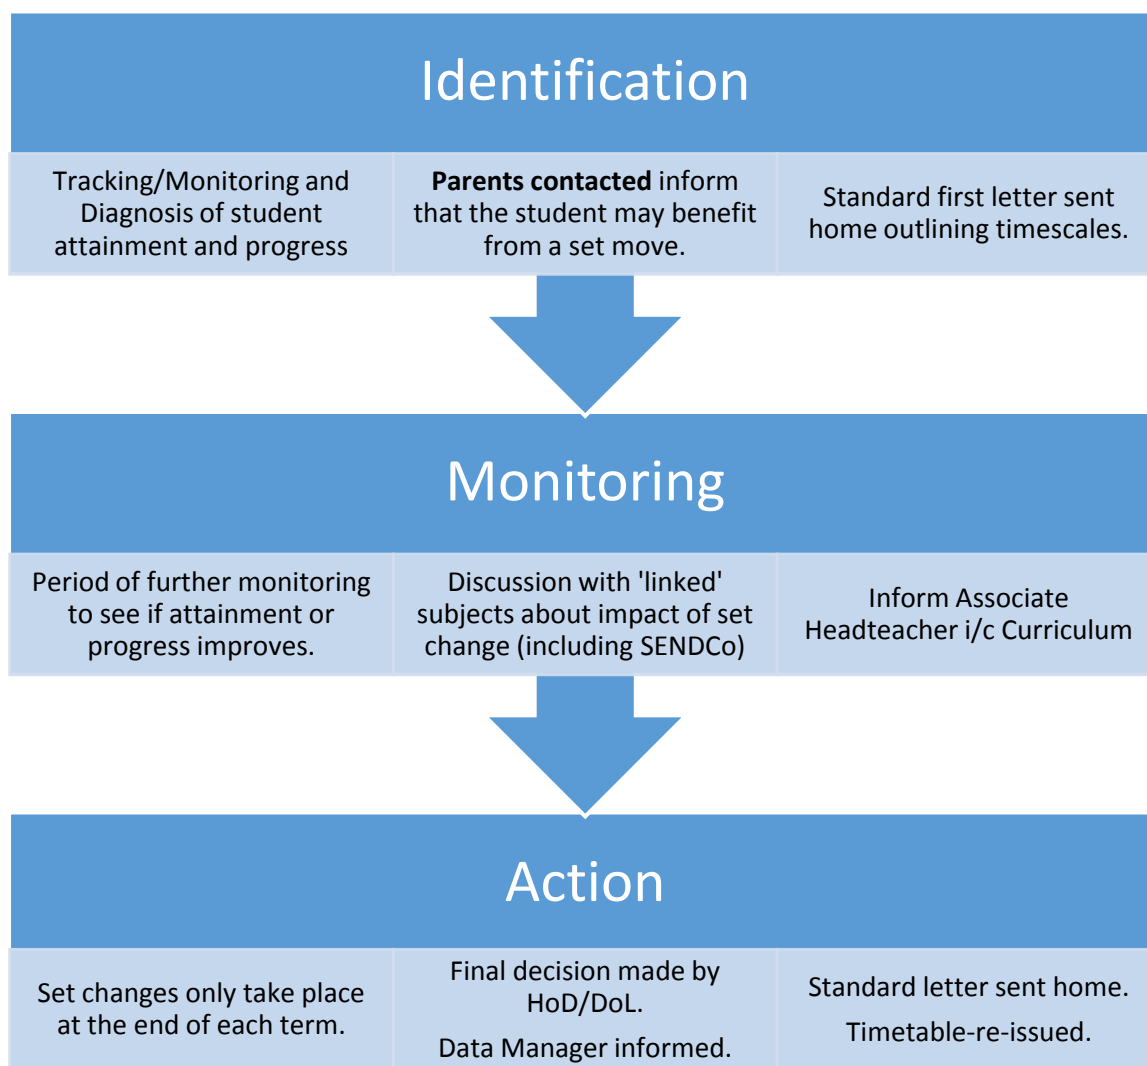 Identification
Tracking/Monitoring and
Diagnosis of student
attainment and progress
Parents contacted inform
that the student may benefit
from a set move.
Standard first letter sent
home outlining timescales.
Monitoring
Period of further monitoring
to see if attainment or
progress improves.
Discussion with 'linked'
subjects about impact of set
change (including SENDCo)
Inform Associate
Headteacher i/c Curriculum
Action
Set changes only take place
at the end of each term.
Final decision made by
HoD/DoL.
Data Manager informed.
Standard letter sent home.
Timetable-re-issued.